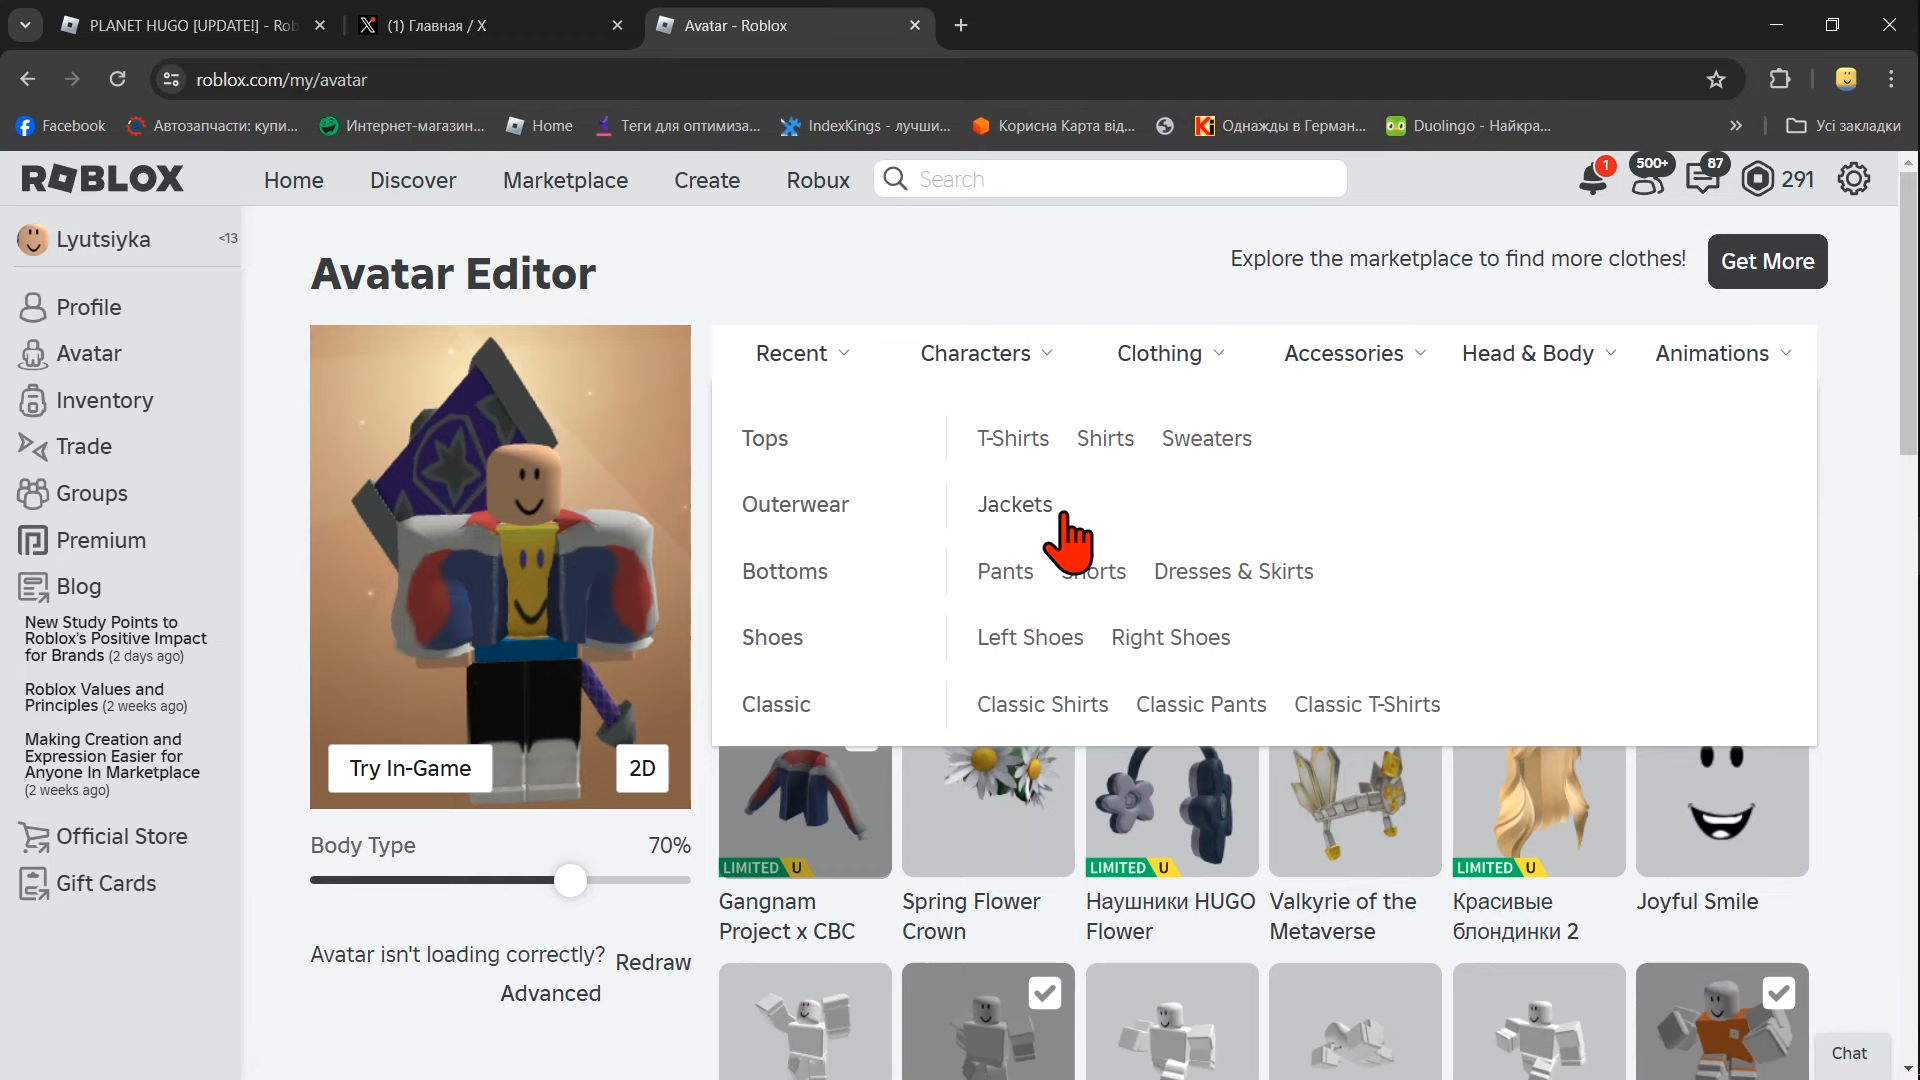 PLANET HUGO [UPDATE!] - Rob
(1) Главная / X
Avatar - Roblox
roblox.com/my/avatar
Facebook
Автозапчасти: купи...
Интернет-магазин...
Home
Теги для оптимиза...
IndexKings - лучши...
Корисна Карта від...
Однажды в Герман...
Duolingo - Найкра...
Усі закладки
ROBLOX
Home
Discover
Marketplace
Create
Robux
Search
1
500+
87
291
Lyutsiyka
<13
Profile
Avatar
Inventory
Trade
Groups
Premium
Blog
New Study Points to
Roblox's Positive Impact
for Brands (2 days ago)
Roblox Values and
Principles (2 weeks ago)
Making Creation and
Expression Easier for
Anyone In Marketplace
(2 weeks ago)
Official Store
Gift Cards
Avatar Editor
Explore the marketplace to find more clothes!
Get More
Try In-Game
2D
Body Type
70%
Avatar isn't loading correctly?
Redraw
Advanced
Recent
Characters
Clothing
Accessories
Head & Body
Animations
Tops
T-Shirts
Shirts
Sweaters
Outerwear
Jackets
Bottoms
Pants
Shorts
Dresses & Skirts
Shoes
Left Shoes
Right Shoes
Classic
Classic Shirts
Classic Pants
Classic T-Shirts
LIMITED U
LIMITED U
LIMITED U
Gangnam
Project x CBC
Spring Flower
Crown
Наушники HUGO
Flower
Valkyrie of the
Metaverse
Красивые
блондинки 2
Joyful Smile
Chat